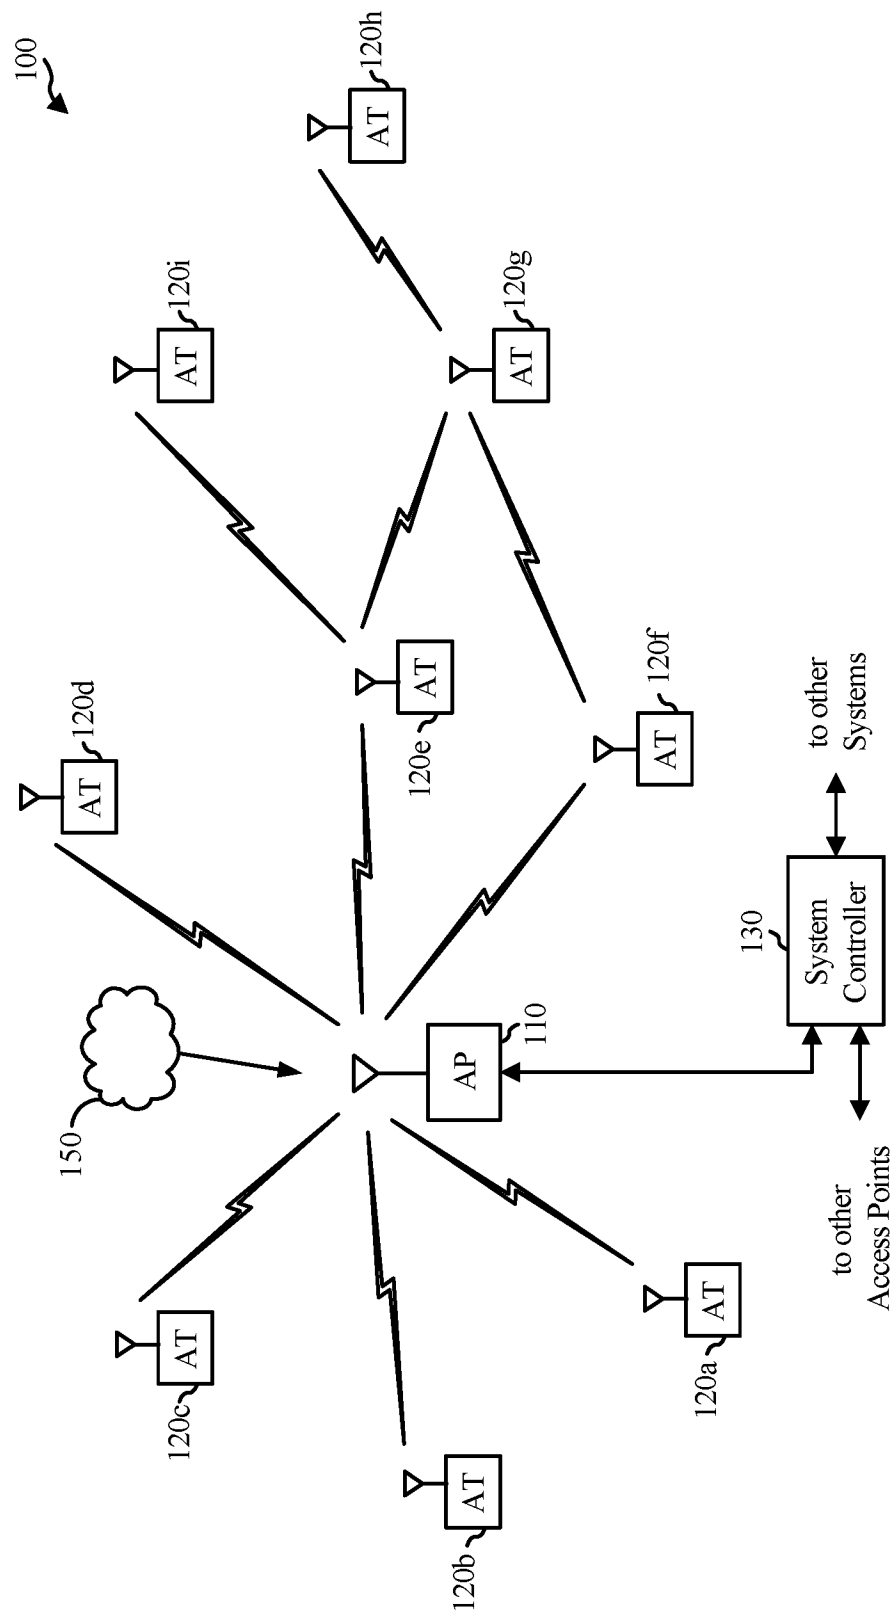 100
120d
AT
120i
AT
150
120c
AT
120h
AT
120e
AT
120b
AT
AP
110
120g
AT
120f
AT
120a
AT
130
System
Controller
to other
Systems
to other
Access Points